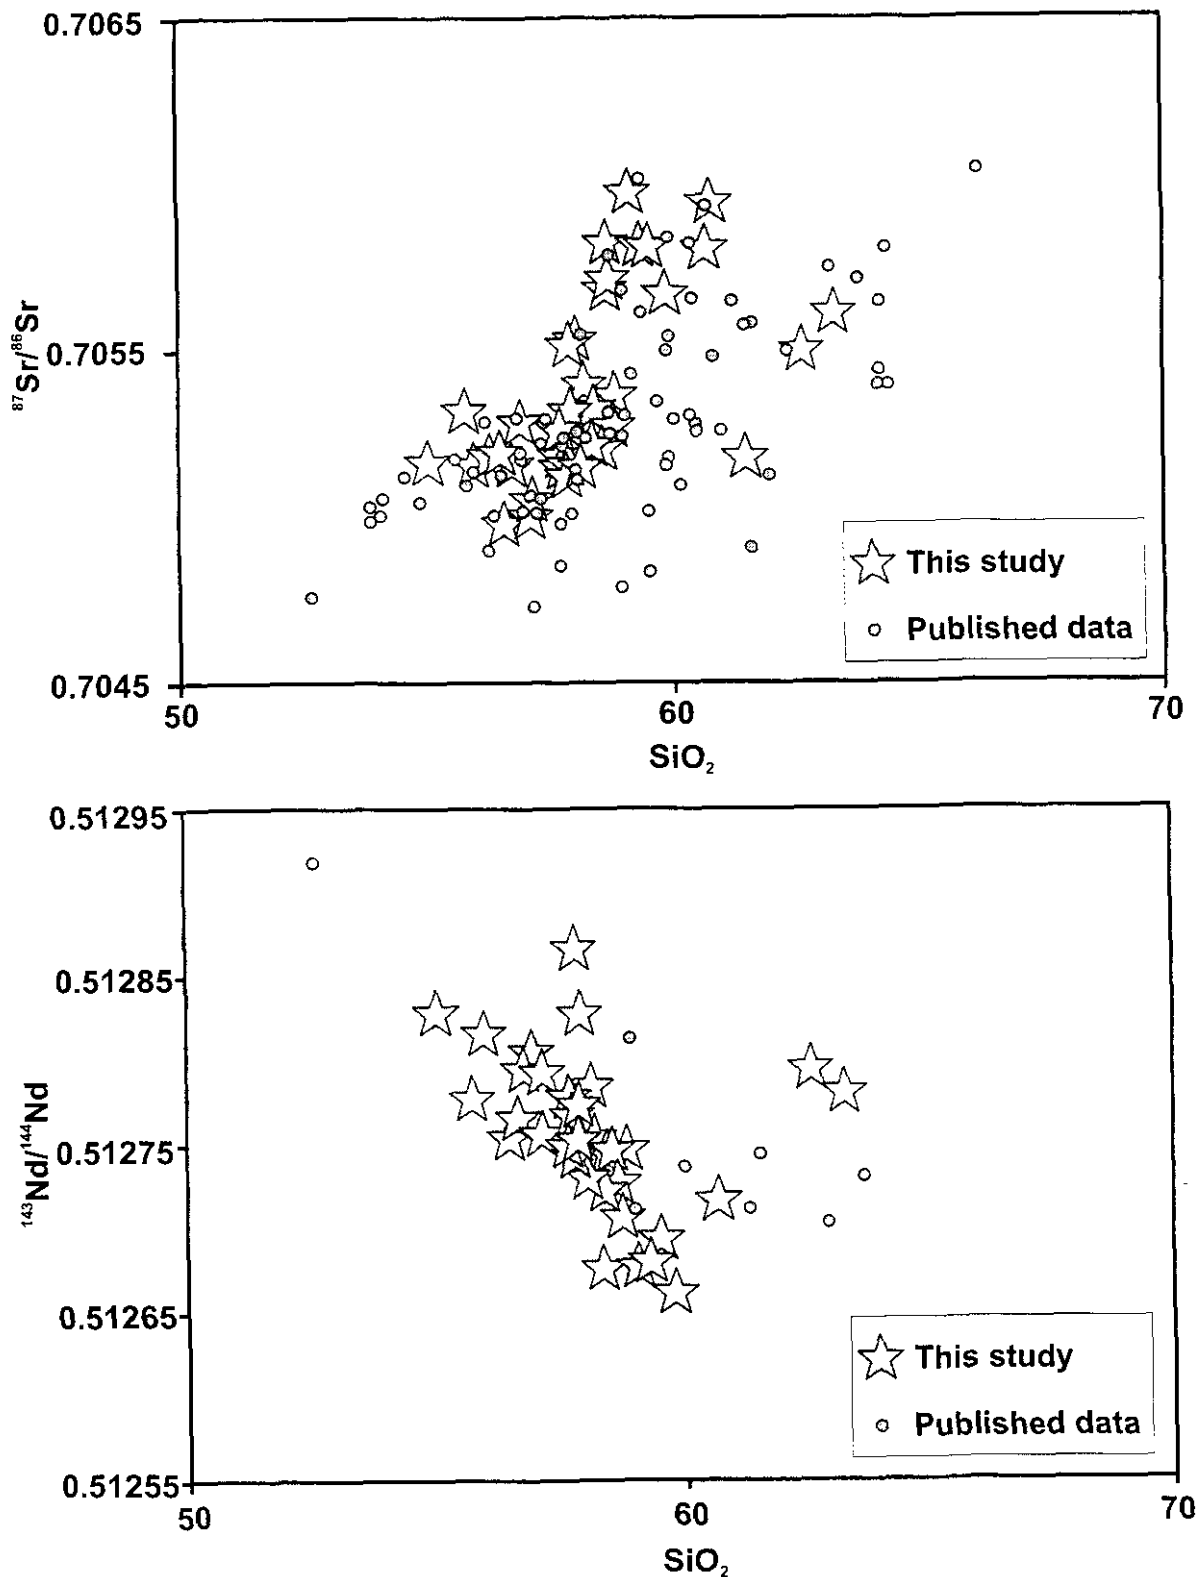 0.7065
⁸⁷Sr/⁸⁶Sr
0.7055
This study
Published data
0.7045
50
60
70
SiO₂
0.51295
0.51285
¹⁴³Nd/¹⁴⁴Nd
0.51275
0.51265
This study
Published data
0.51255
50
60
70
SiO₂